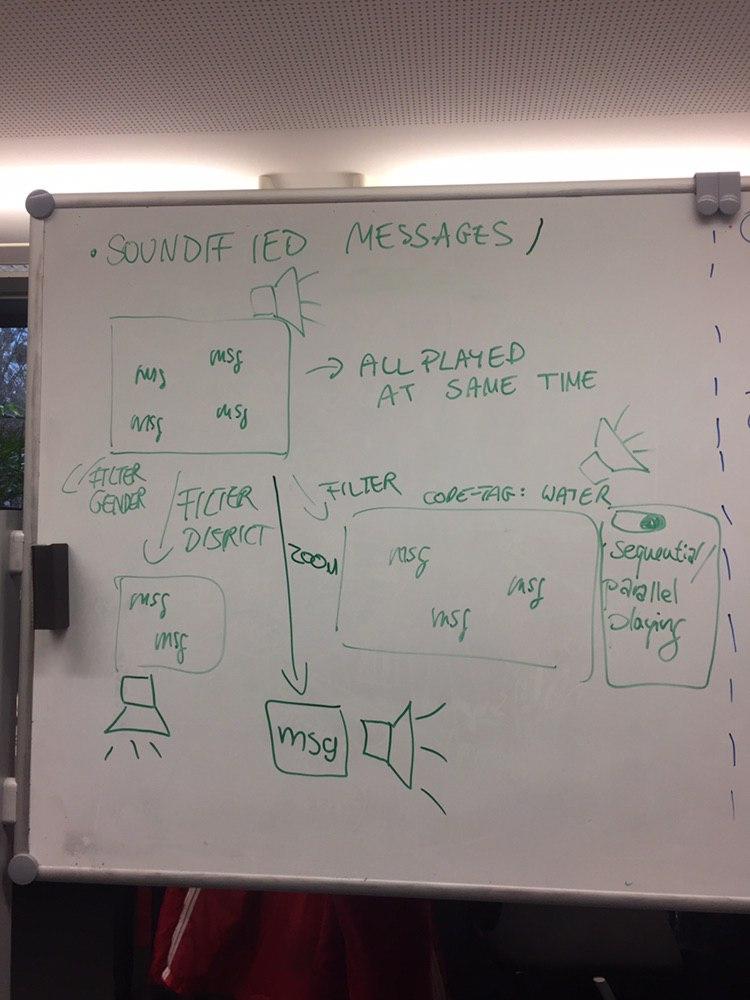 • SOUNDIFIED MESSAGES /
msg
msg
msg
msg
→ ALL PLAYED
AT SAME TIME
FILTER
GENDER
FILTER
DISTRICT
ZOOM
FILTER
CODE-TAG: WATER
msg
msg
msg
msg
msg
Sequential/
parallel
playing
msg